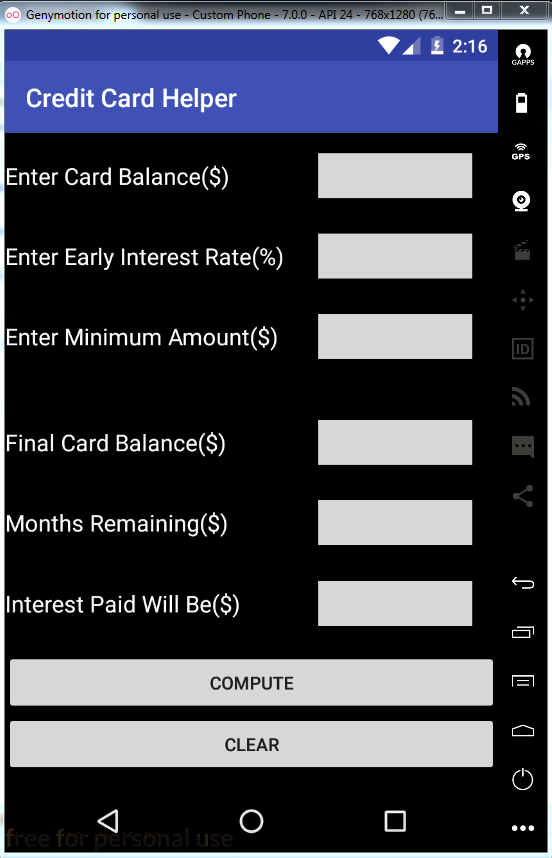 Genymotion for personal use - Custom Phone - 7.0.0 - API 24 - 768x1280 (76...
2:16
GAPPS
Credit Card Helper
GPS
Enter Card Balance($)
Enter Early Interest Rate(%)
Enter Minimum Amount($)
ID
Final Card Balance($)
Months Remaining($)
Interest Paid Will Be($)
COMPUTE
CLEAR
free for personal use